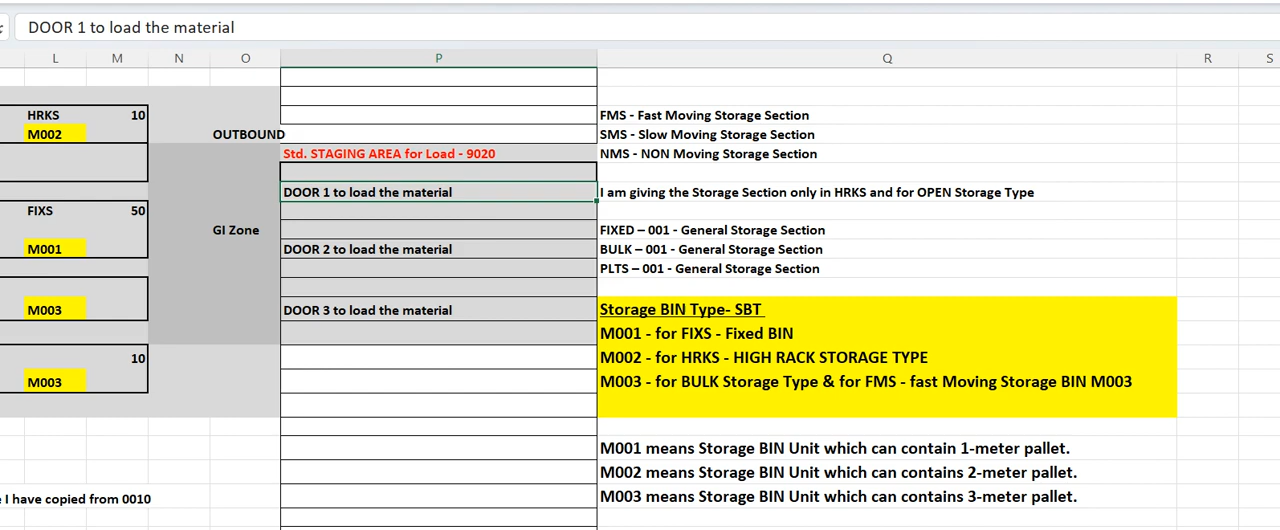 DOOR 1 to load the material
L M N O P Q R S
HRKS 10 FMS - Fast Moving Storage Section
M002 OUTBOUND SMS - Slow Moving Storage Section
Std. STAGING AREA for Load - 9020 NMS - NON Moving Storage Section
DOOR 1 to load the material I am giving the Storage Section only in HRKS and for OPEN Storage Type
FIXS 50
GI Zone FIXED – 001 - General Storage Section
M001 DOOR 2 to load the material BULK – 001 - General Storage Section
PLTS – 001 - General Storage Section
M003 DOOR 3 to load the material Storage BIN Type- SBT
M001 - for FIXS - Fixed BIN
10 M002 - for HRKS - HIGH RACK STORAGE TYPE
M003 M003 - for BULK Storage Type & for FMS - fast Moving Storage BIN M003
M001 means Storage BIN Unit which can contain 1-meter pallet.
M002 means Storage BIN Unit which can contains 2-meter pallet.
I have copied from 0010 M003 means Storage BIN Unit which can contains 3-meter pallet.